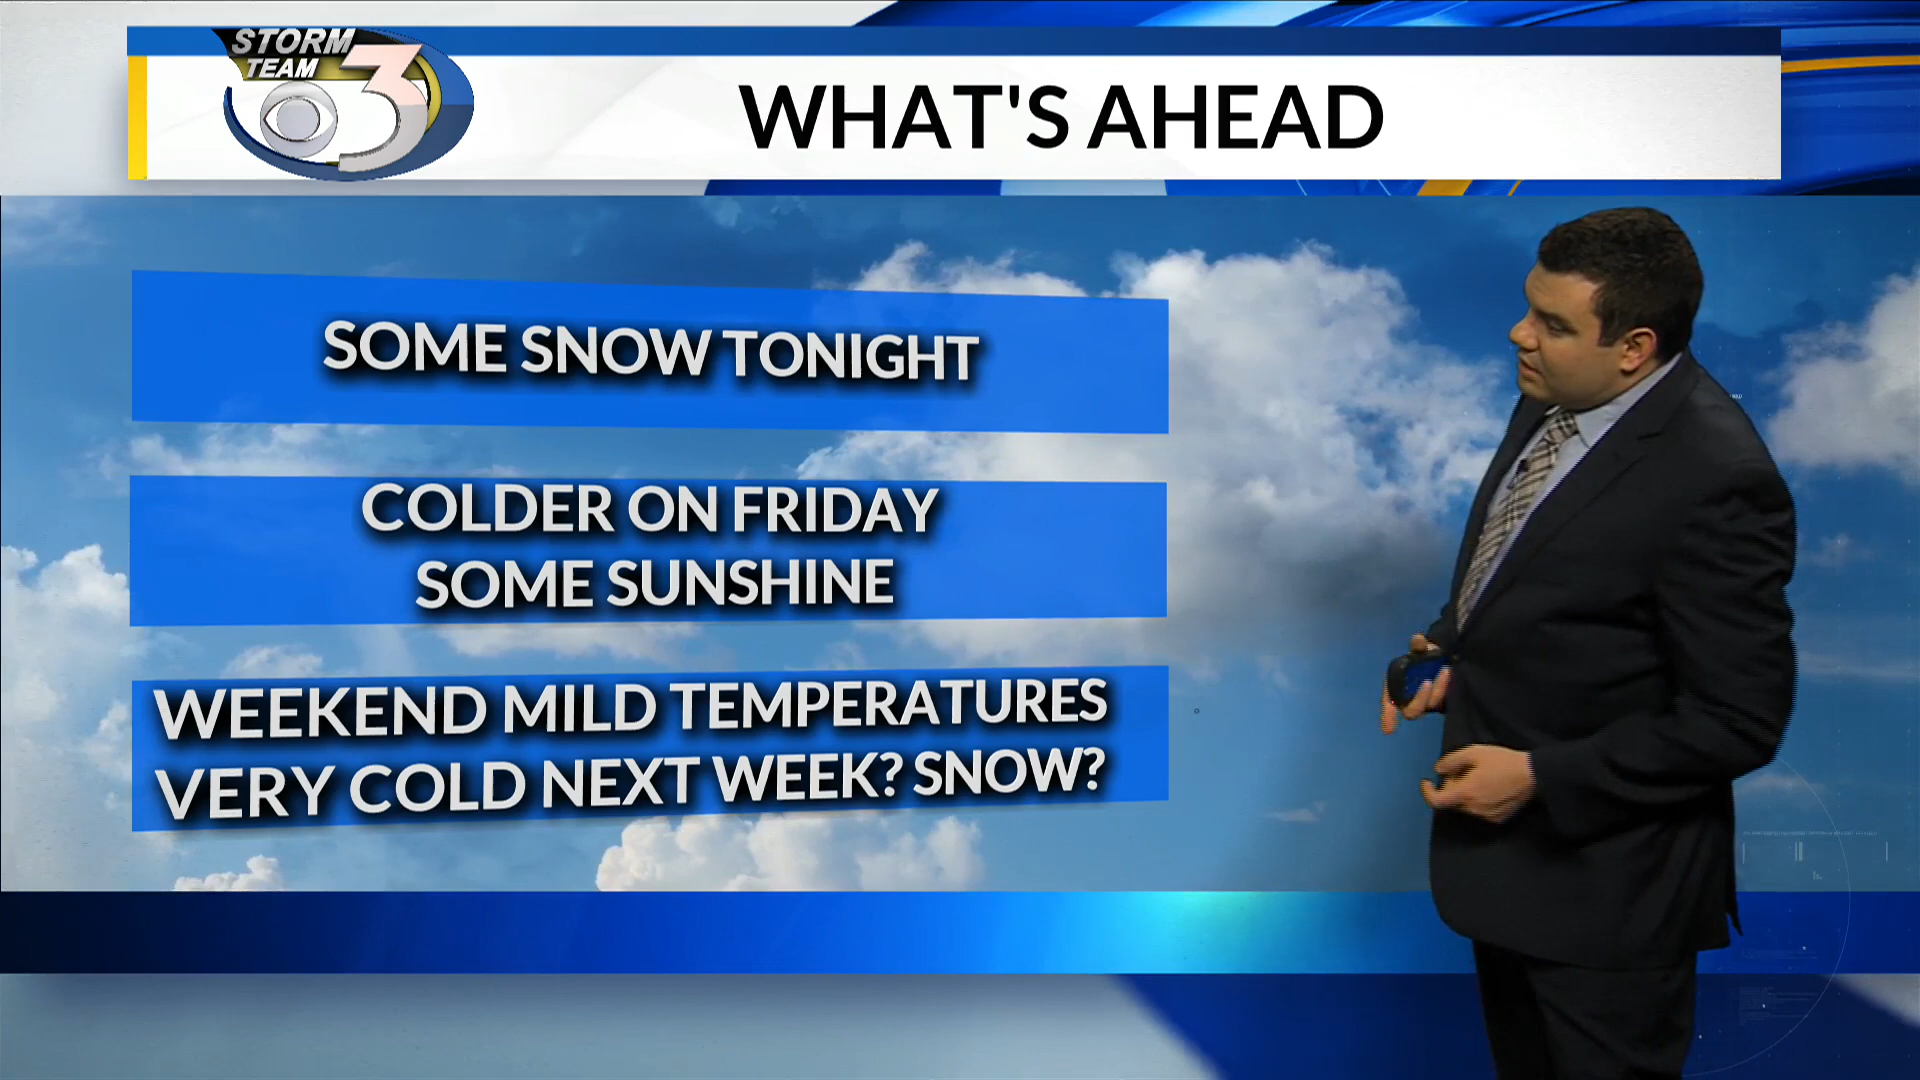 STORM
TEAM
3
WHAT'S AHEAD
SOME SNOW TONIGHT
COLDER ON FRIDAY
SOME SUNSHINE
WEEKEND MILD TEMPERATURES
VERY COLD NEXT WEEK? SNOW?